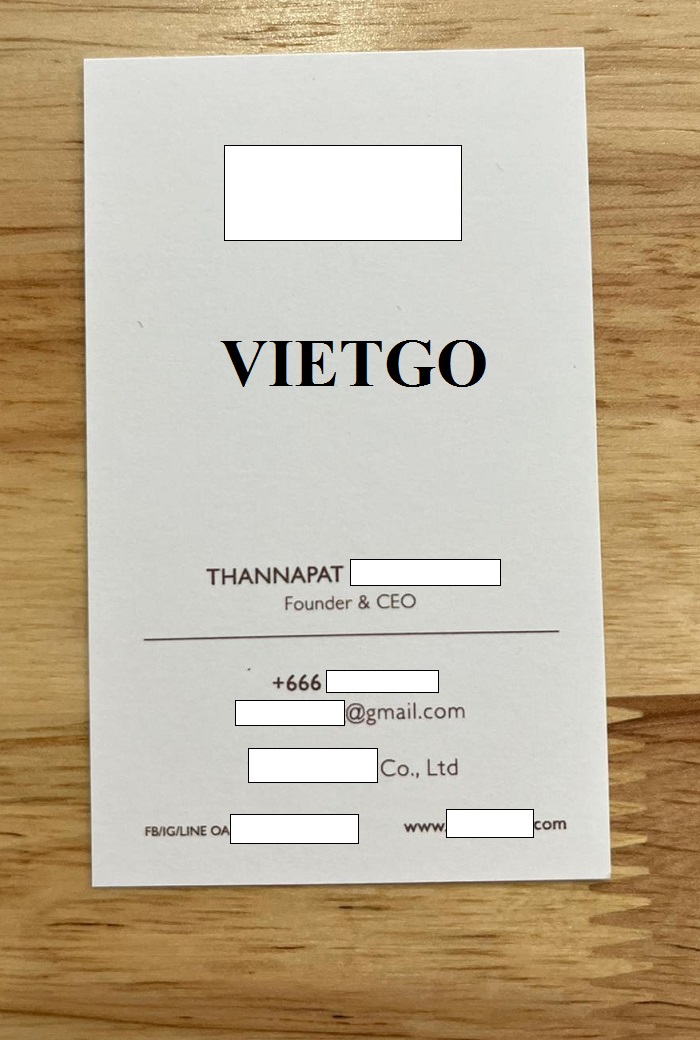 VIETGO
THANNAPAT
Founder & CEO
+666
@gmail.com
Co., Ltd
FB/IG/LINE OA
www. com